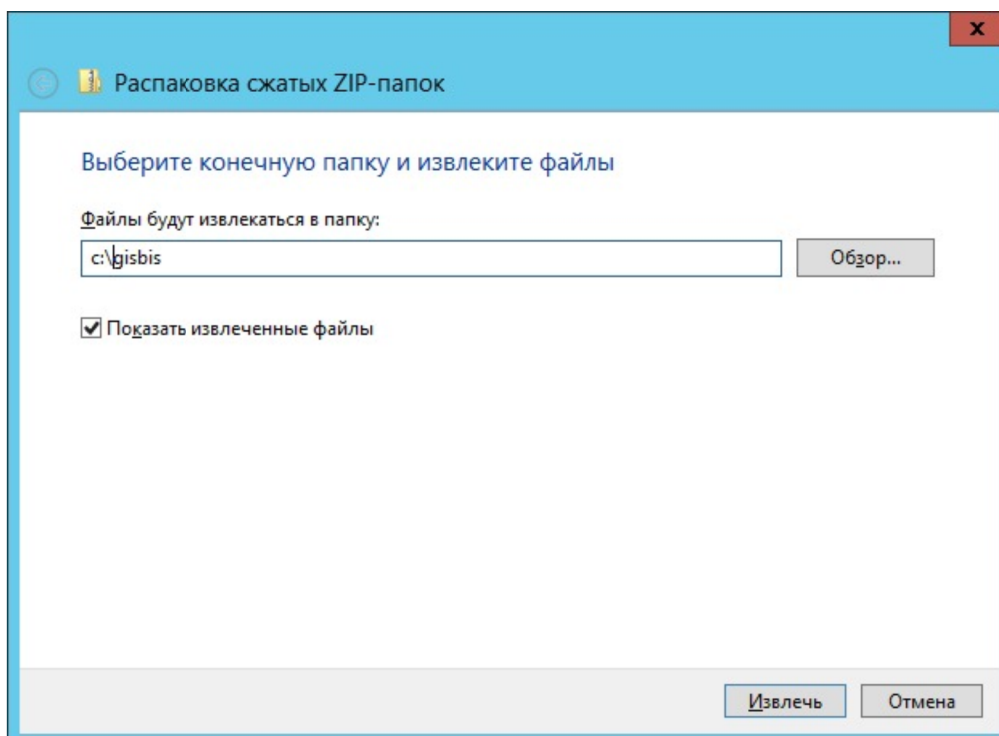 x
Распаковка сжатых ZIP-папок
Выберите конечную папку и извлеките файлы
Файлы будут извлекаться в папку:
c:\gisbis
Обзор...
Показать извлеченные файлы
Извлечь Отмена